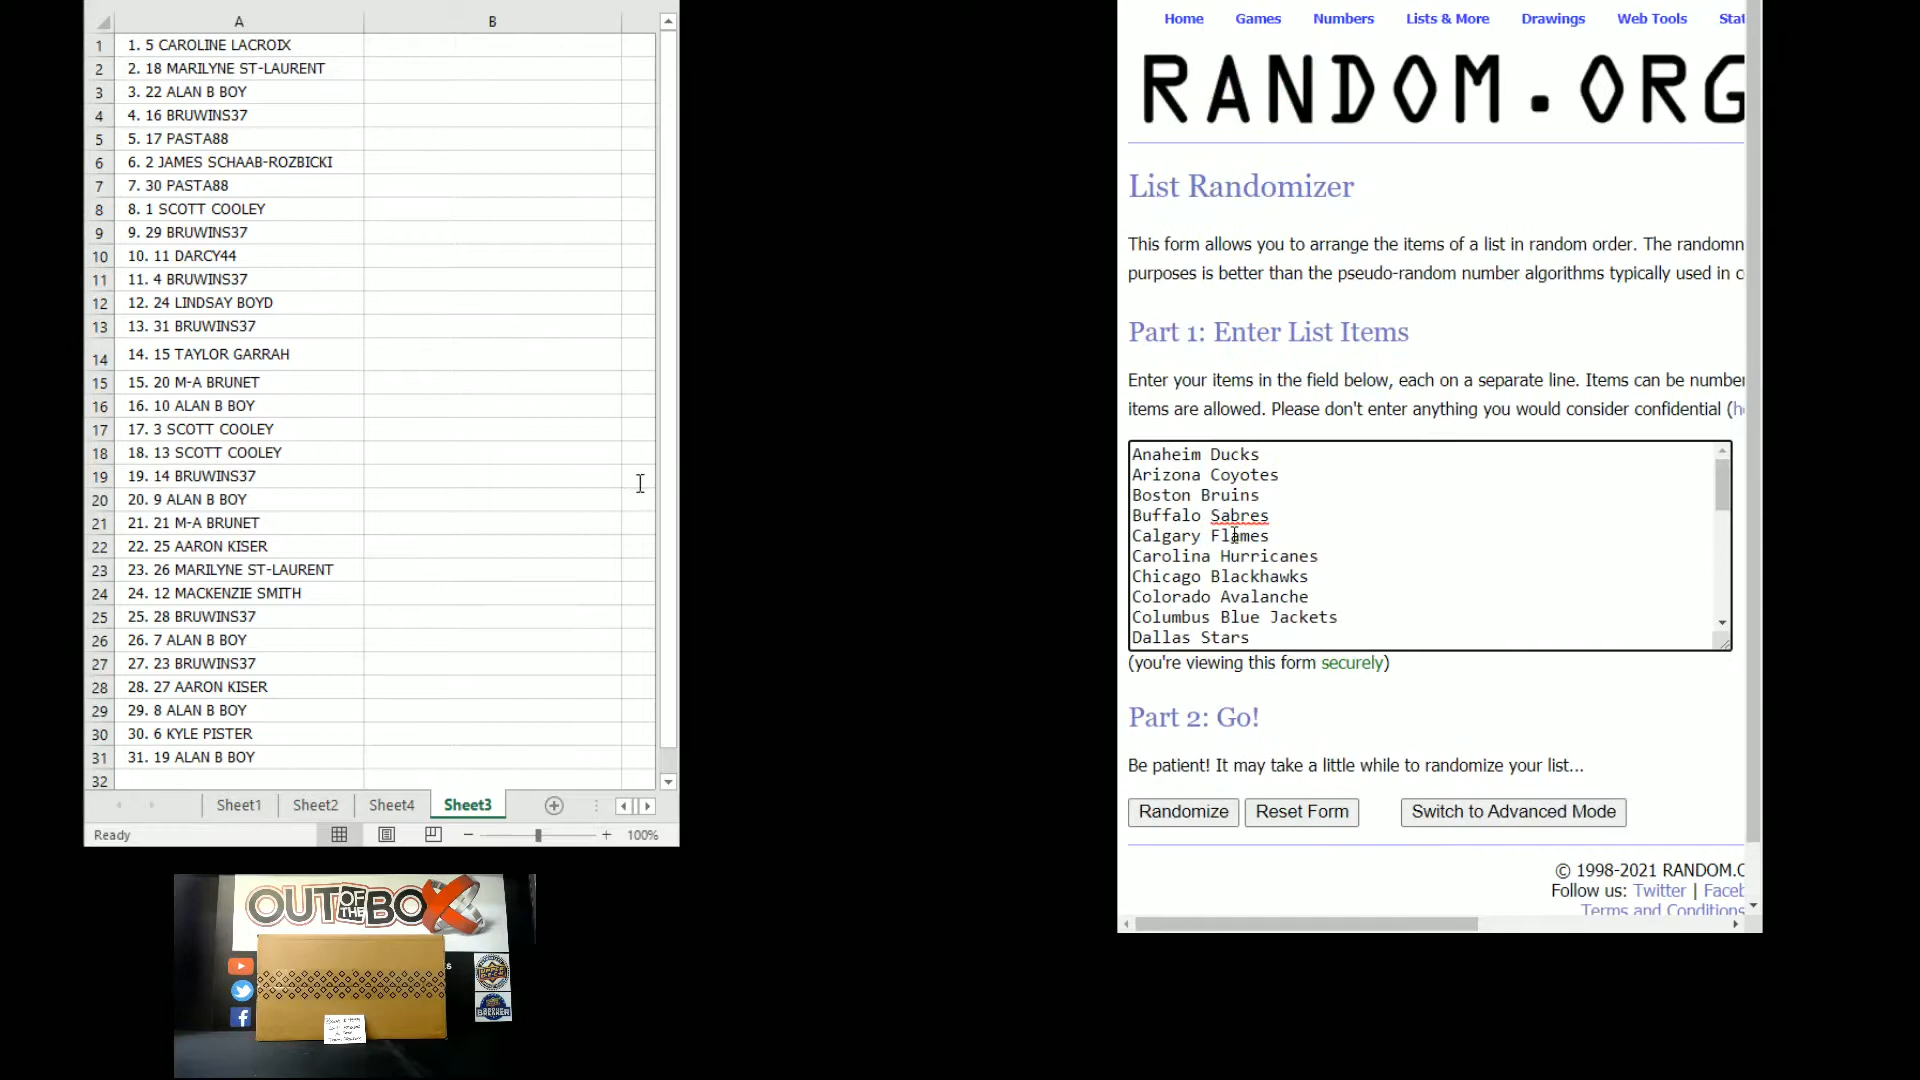 A B
1 1. 5 CAROLINE LACROIX
2 2. 18 MARILYNE ST-LAURENT
3 3. 22 ALAN B BOY
4 4. 16 BRUWINS37
5 5. 17 PASTA88
6 6. 2 JAMES SCHAAB-ROZBICKI
7 7. 30 PASTA88
8 8. 1 SCOTT COOLEY
9 9. 29 BRUWINS37
10 10. 11 DARCY44
11 11. 4 BRUWINS37
12 12. 24 LINDSAY BOYD
13 13. 31 BRUWINS37
14 14. 15 TAYLOR GARRAH
15 15. 20 M-A BRUNET
16 16. 10 ALAN B BOY
17 17. 3 SCOTT COOLEY
18 18. 13 SCOTT COOLEY
19 19. 14 BRUWINS37
20 20. 9 ALAN B BOY
21 21. 21 M-A BRUNET
22 22. 25 AARON KISER
23 23. 26 MARILYNE ST-LAURENT
24 24. 12 MACKENZIE SMITH
25 25. 28 BRUWINS37
26 26. 7 ALAN B BOY
27 27. 23 BRUWINS37
28 28. 27 AARON KISER
29 29. 8 ALAN B BOY
30 30. 6 KYLE PISTER
31 31. 19 ALAN B BOY
32
Sheet1 Sheet2 Sheet4 Sheet3
Ready 100%
OUT OF THE BOX
Home Games Numbers Lists & More Drawings Web Tools Stat
RANDOM.ORG
List Randomizer
This form allows you to arrange the items of a list in random order. The randomn
purposes is better than the pseudo-random number algorithms typically used in c
Part 1: Enter List Items
Enter your items in the field below, each on a separate line. Items can be number
items are allowed. Please don't enter anything you would consider confidential (h
Anaheim Ducks
Arizona Coyotes
Boston Bruins
Buffalo Sabres
Calgary Flames
Carolina Hurricanes
Chicago Blackhawks
Colorado Avalanche
Columbus Blue Jackets
Dallas Stars
(you're viewing this form securely)
Part 2: Go!
Be patient! It may take a little while to randomize your list...
Randomize Reset Form Switch to Advanced Mode
© 1998-2021 RANDOM.O
Follow us: Twitter | Faceb
Terms and Conditions